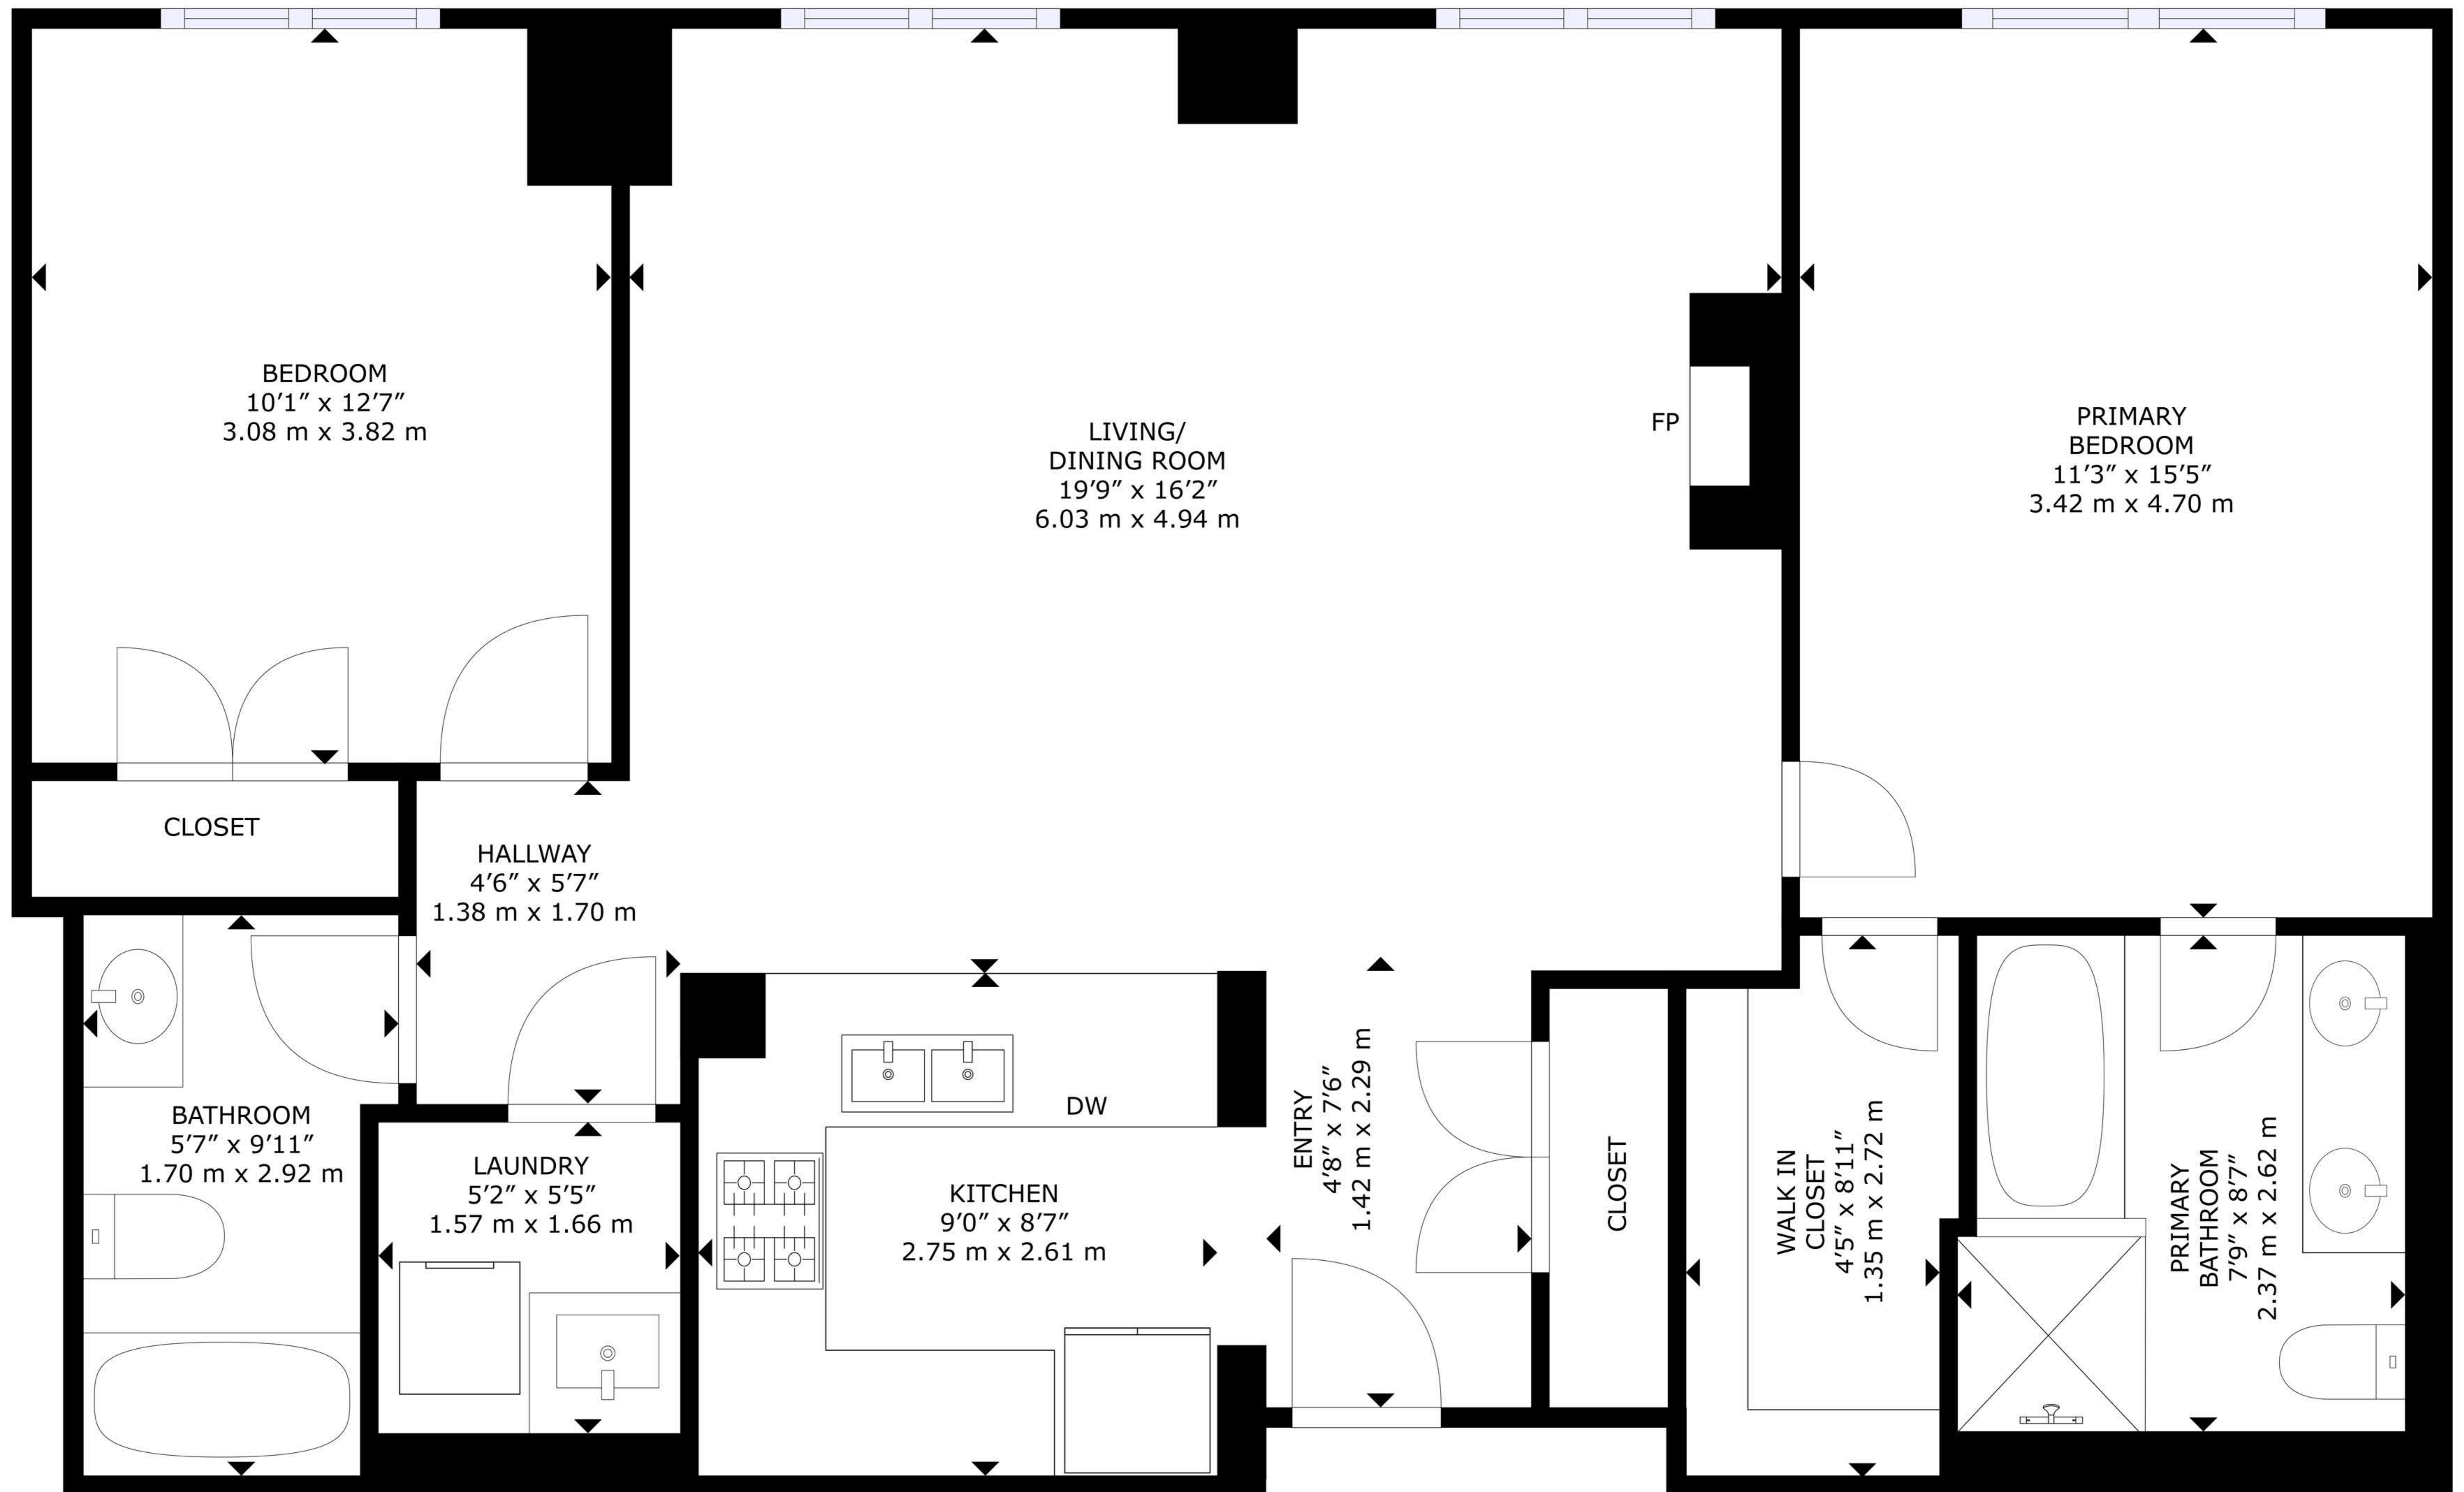 BEDROOM
10′1″ x 12′7″
3.08 m x 3.82 m
LIVING/
DINING ROOM
19′9″ x 16′2″
6.03 m x 4.94 m
FP
PRIMARY
BEDROOM
11′3″ x 15′5″
3.42 m x 4.70 m
CLOSET
HALLWAY
4′6″ x 5′7″
1.38 m x 1.70 m
BATHROOM
5′7″ x 9′11″
1.70 m x 2.92 m
LAUNDRY
5′2″ x 5′5″
1.57 m x 1.66 m
DW
KITCHEN
9′0″ x 8′7″
2.75 m x 2.61 m
ENTRY
4′8″ x 7′6″
1.42 m x 2.29 m
CLOSET
WALK IN
CLOSET
4′5″ x 8′11″
1.35 m x 2.72 m
PRIMARY
BATHROOM
7′9″ x 8′7″
2.37 m x 2.62 m